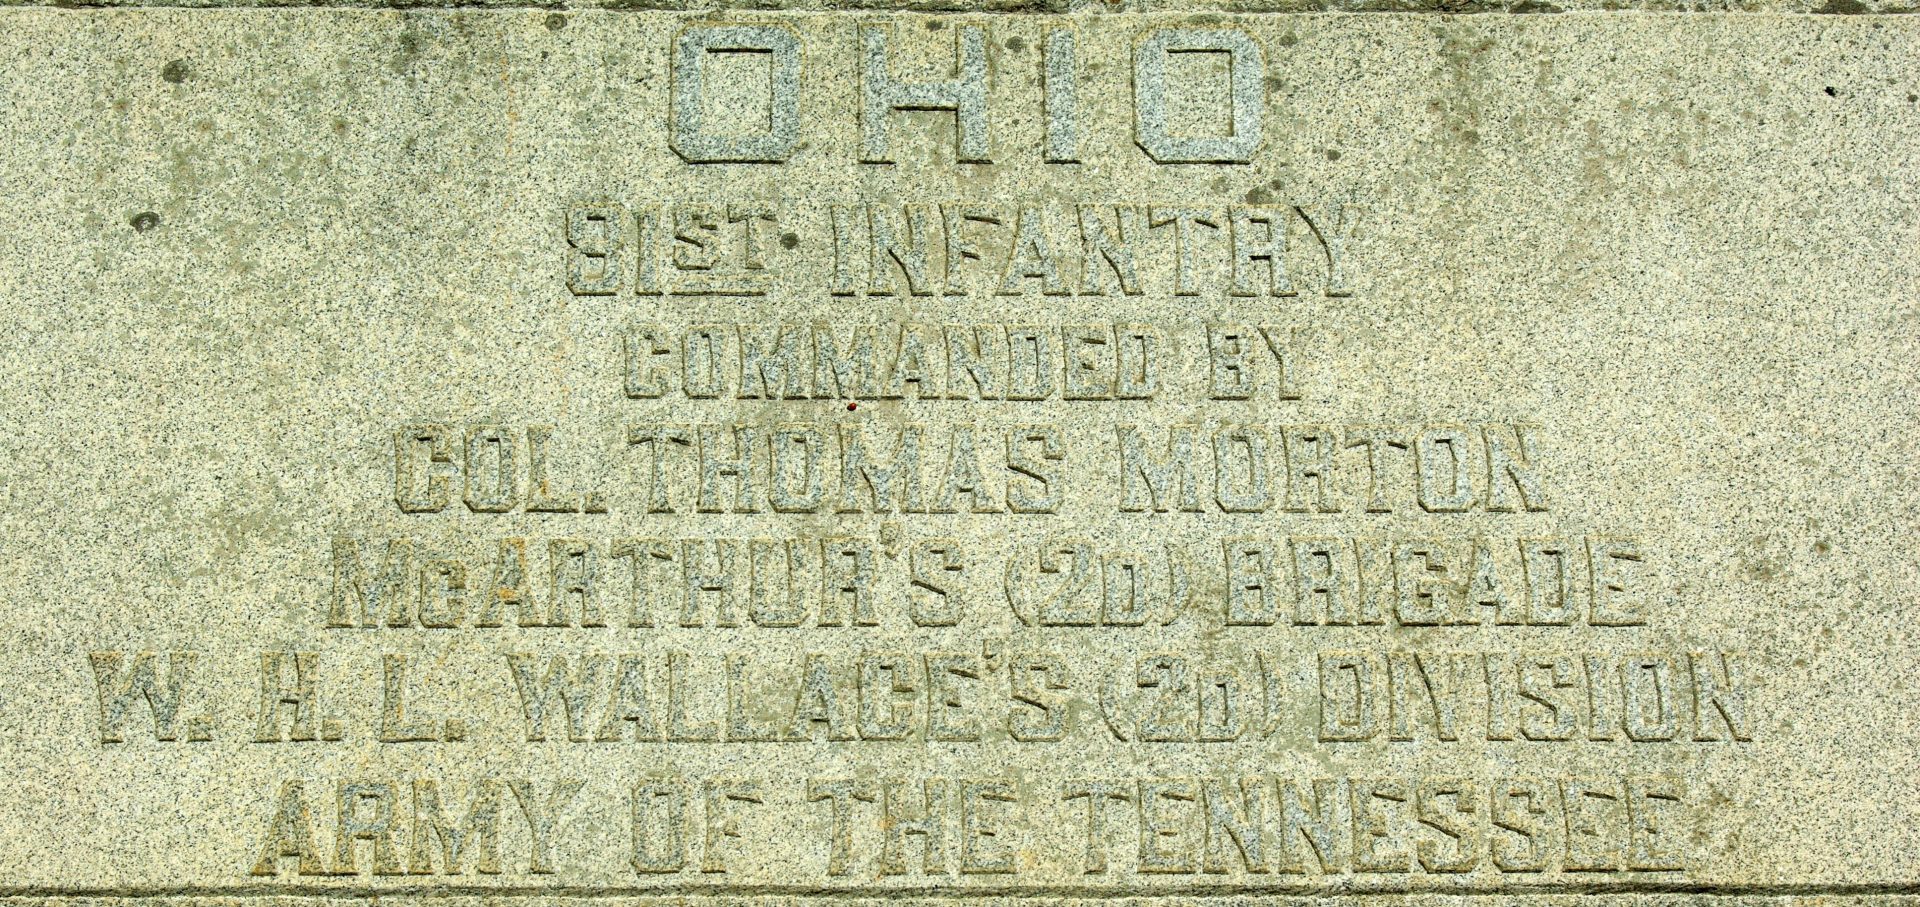 OHIO
81ST INFANTRY
COMMANDED BY
COL. THOMAS MORTON
McARTHUR'S (2D) BRIGADE
W. H. L. WALLACE'S (2D) DIVISION
ARMY OF THE TENNESSEE